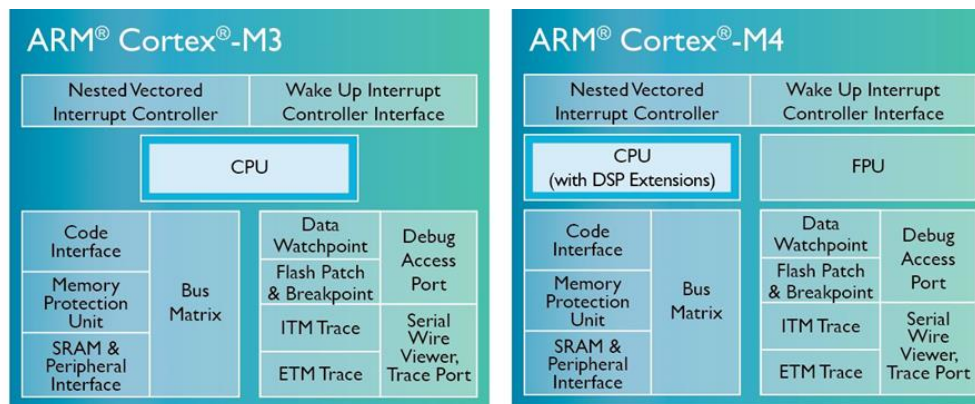 ARM® Cortex®-M3
Nested Vectored
Interrupt Controller
Wake Up Interrupt
Controller Interface
CPU
Code
Interface
Memory
Protection
Unit
SRAM &
Peripheral
Interface
Bus
Matrix
Data
Watchpoint
Flash Patch
& Breakpoint
ITM Trace
ETM Trace
Debug
Access
Port
Serial
Wire
Viewer,
Trace Port
ARM® Cortex®-M4
Nested Vectored
Interrupt Controller
Wake Up Interrupt
Controller Interface
CPU
(with DSP Extensions)
FPU
Code
Interface
Memory
Protection
Unit
SRAM &
Peripheral
Interface
Bus
Matrix
Data
Watchpoint
Flash Patch
& Breakpoint
ITM Trace
ETM Trace
Debug
Access
Port
Serial
Wire
Viewer,
Trace Port